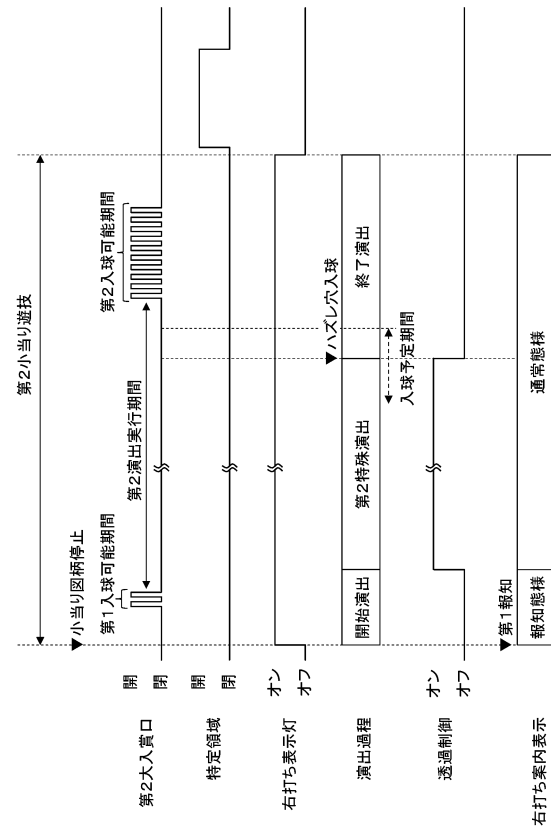 第2小当り遊技
小当り図柄停止
第1入球可能期間
第2演出実行期間
第2入球可能期間
第2大入賞口
開
閉
特定領域
開
閉
右打ち表示灯
オン
オフ
ハズレ穴入球
演出過程
開始演出
第2特殊演出
終了演出
入球予定期間
透過制御
オン
オフ
第1報知
右打ち案内表示
報知態様
通常態様